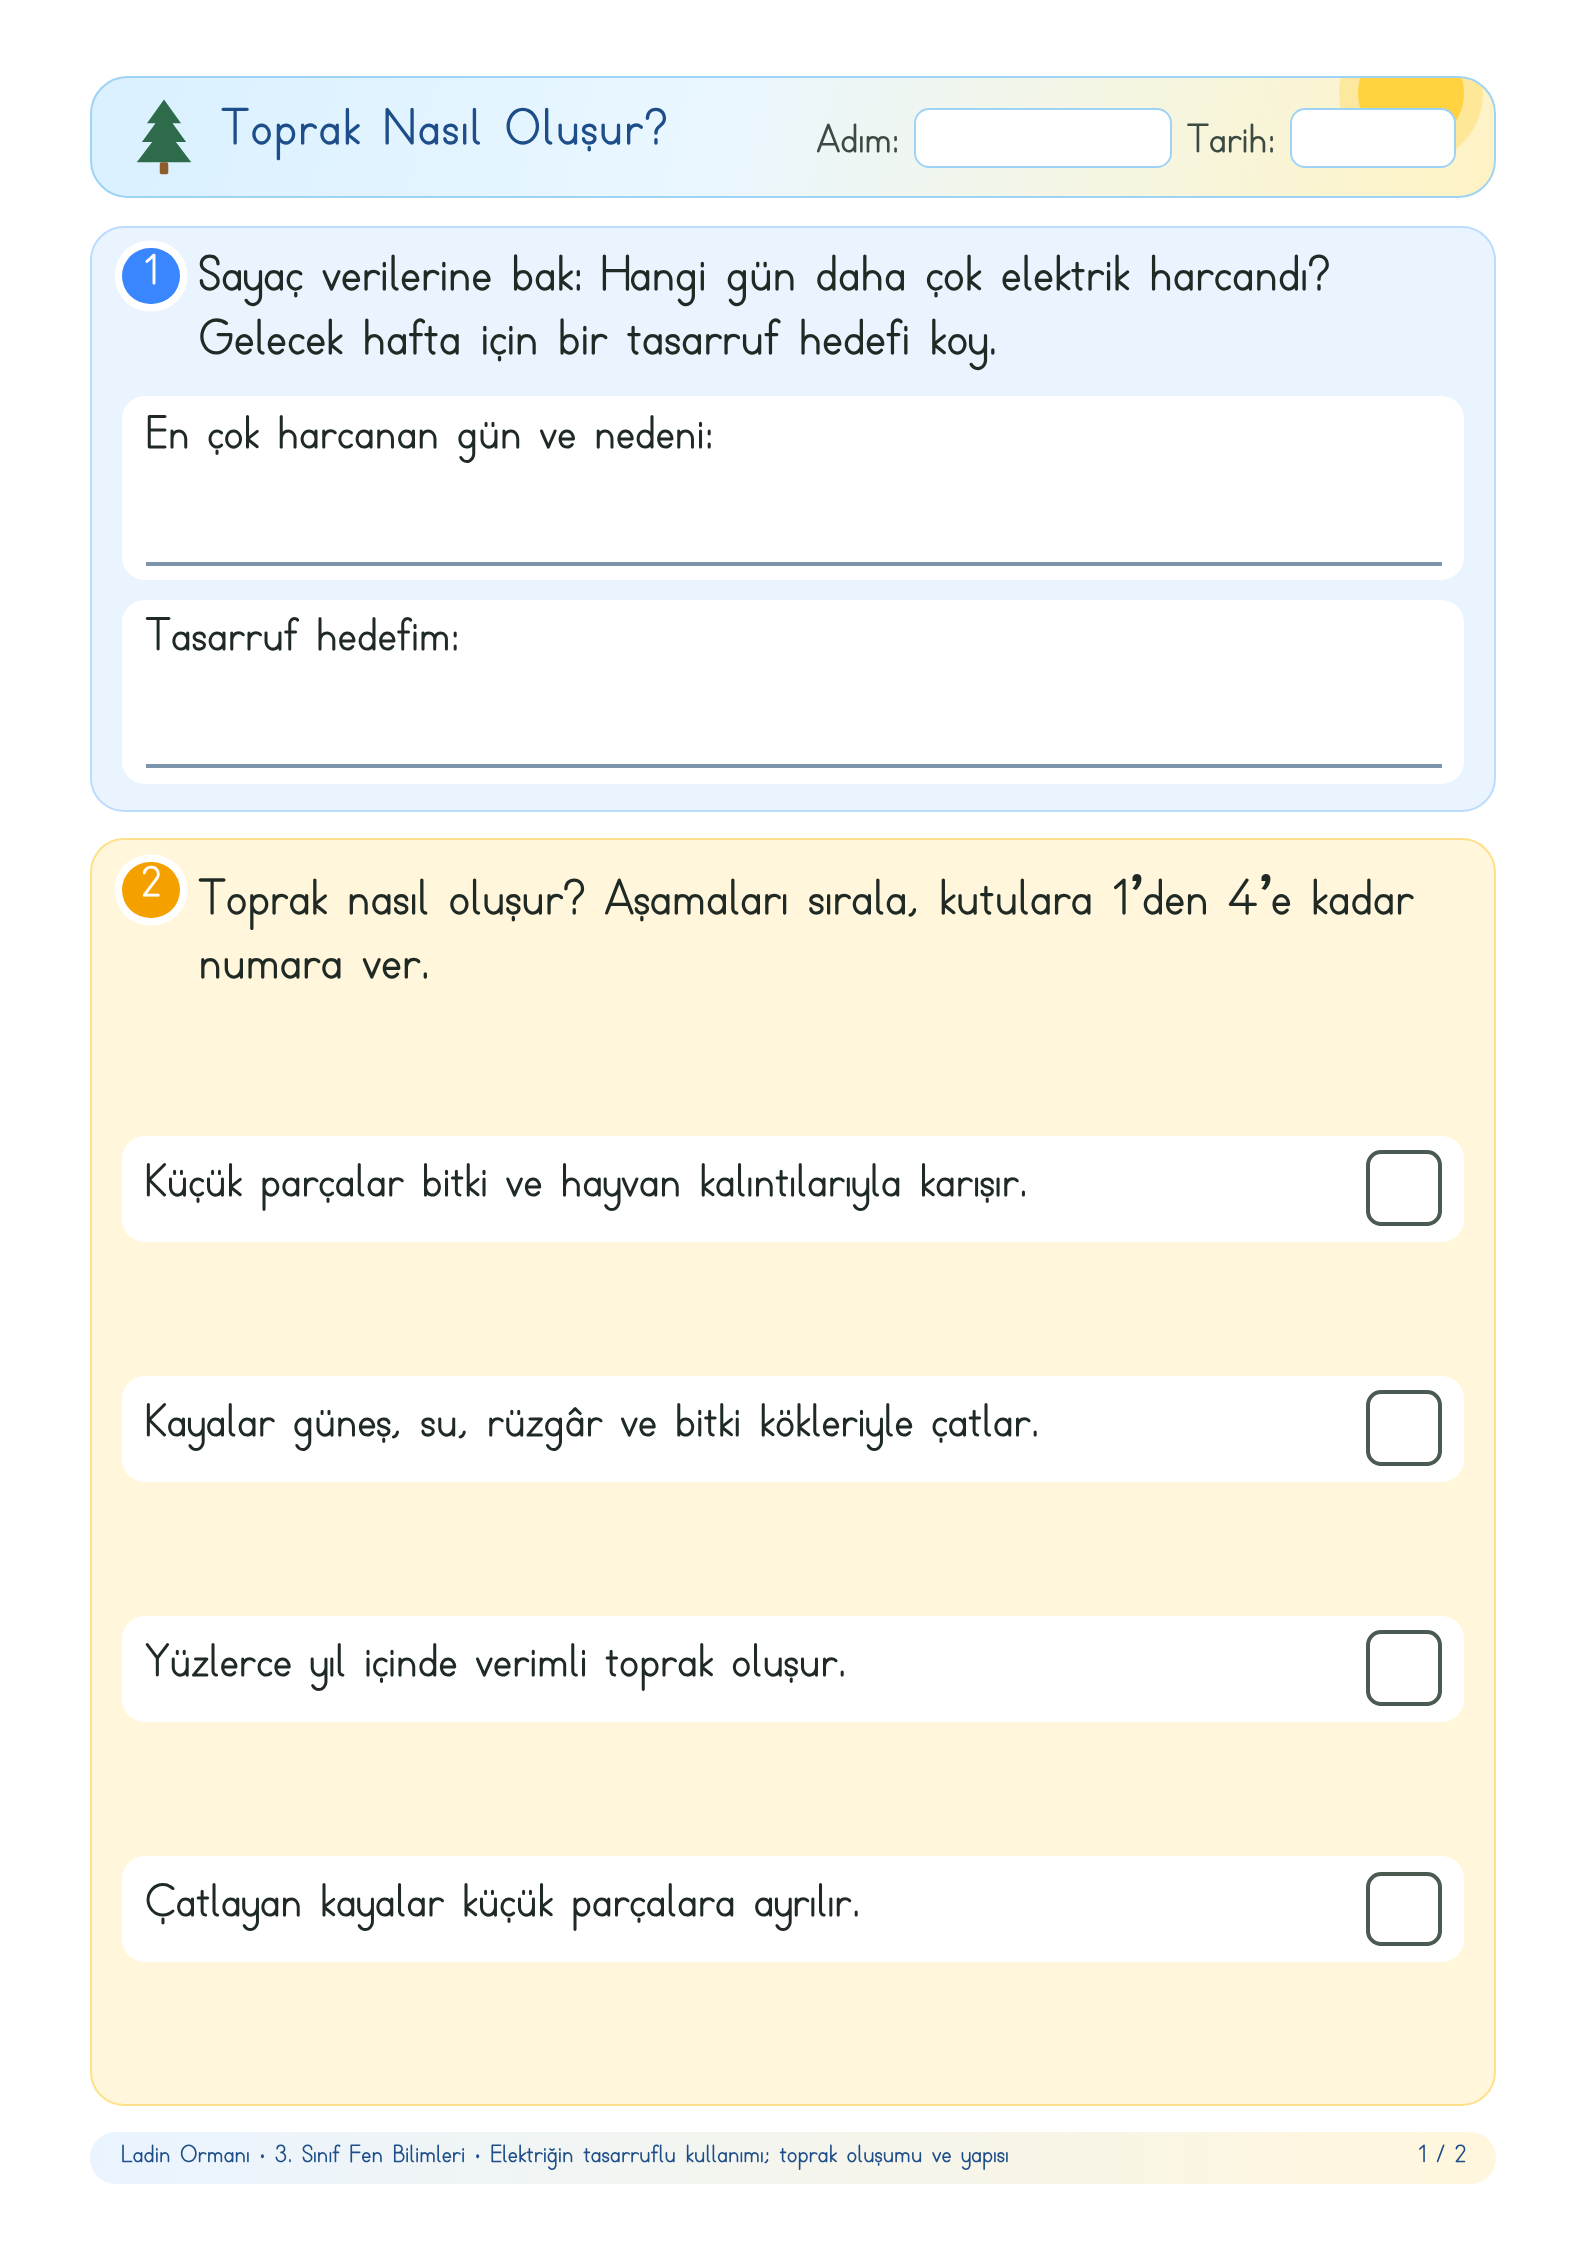 Toprak Nasıl Oluşur?
Adım:
Tarih:
1
Sayaç verilerine bak: Hangi gün daha çok elektrik harcandı?
Gelecek hafta için bir tasarruf hedefi koy.
En çok harcanan gün ve nedeni:
Tasarruf hedefim:
2
Toprak nasıl oluşur? Aşamaları sırala, kutulara 1’den 4’e kadar
numara ver.
Küçük parçalar bitki ve hayvan kalıntılarıyla karışır.
Kayalar güneş, su, rüzgâr ve bitki kökleriyle çatlar.
Yüzlerce yıl içinde verimli toprak oluşur.
Çatlayan kayalar küçük parçalara ayrılır.
Ladin Ormanı • 3. Sınıf Fen Bilimleri • Elektriğin tasarruflu kullanımı; toprak oluşumu ve yapısı
1 / 2